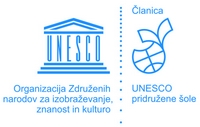 UNESCO
Organizacija Združenih
narodov za izobraževanje,
znanost in kulturo
Članica
UNESCO
pridružene šole